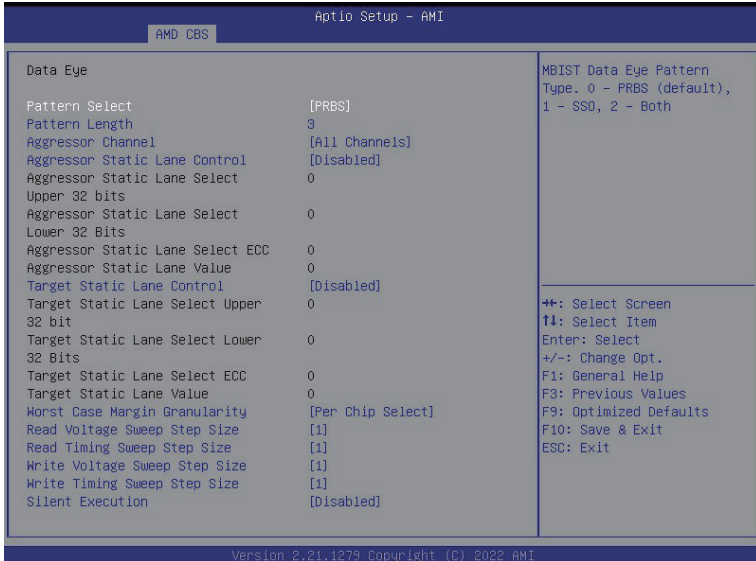 Aptio Setup – AMI
AMD CBS
Data Eye
Pattern Select [PRBS]
Pattern Length 3
Aggressor Channel [All Channels]
Aggressor Static Lane Control [Disabled]
Aggressor Static Lane Select 0
Upper 32 bits
Aggressor Static Lane Select 0
Lower 32 Bits
Aggressor Static Lane Select ECC 0
Aggressor Static Lane Value 0
Target Static Lane Control [Disabled]
Target Static Lane Select Upper 0
32 bit
Target Static Lane Select Lower 0
32 Bits
Target Static Lane Select ECC 0
Target Static Lane Value 0
Worst Case Margin Granularity [Per Chip Select]
Read Voltage Sweep Step Size [1]
Read Timing Sweep Step Size [1]
Write Voltage Sweep Step Size [1]
Write Timing Sweep Step Size [1]
Silent Execution [Disabled]
MBIST Data Eye Pattern
Type. 0 – PRBS (default),
1 – SSO, 2 – Both
→←: Select Screen
↑↓: Select Item
Enter: Select
+/-: Change Opt.
F1: General Help
F3: Previous Values
F9: Optimized Defaults
F10: Save & Exit
ESC: Exit
Version 2.21.1279 Copyright (C) 2022 AMI